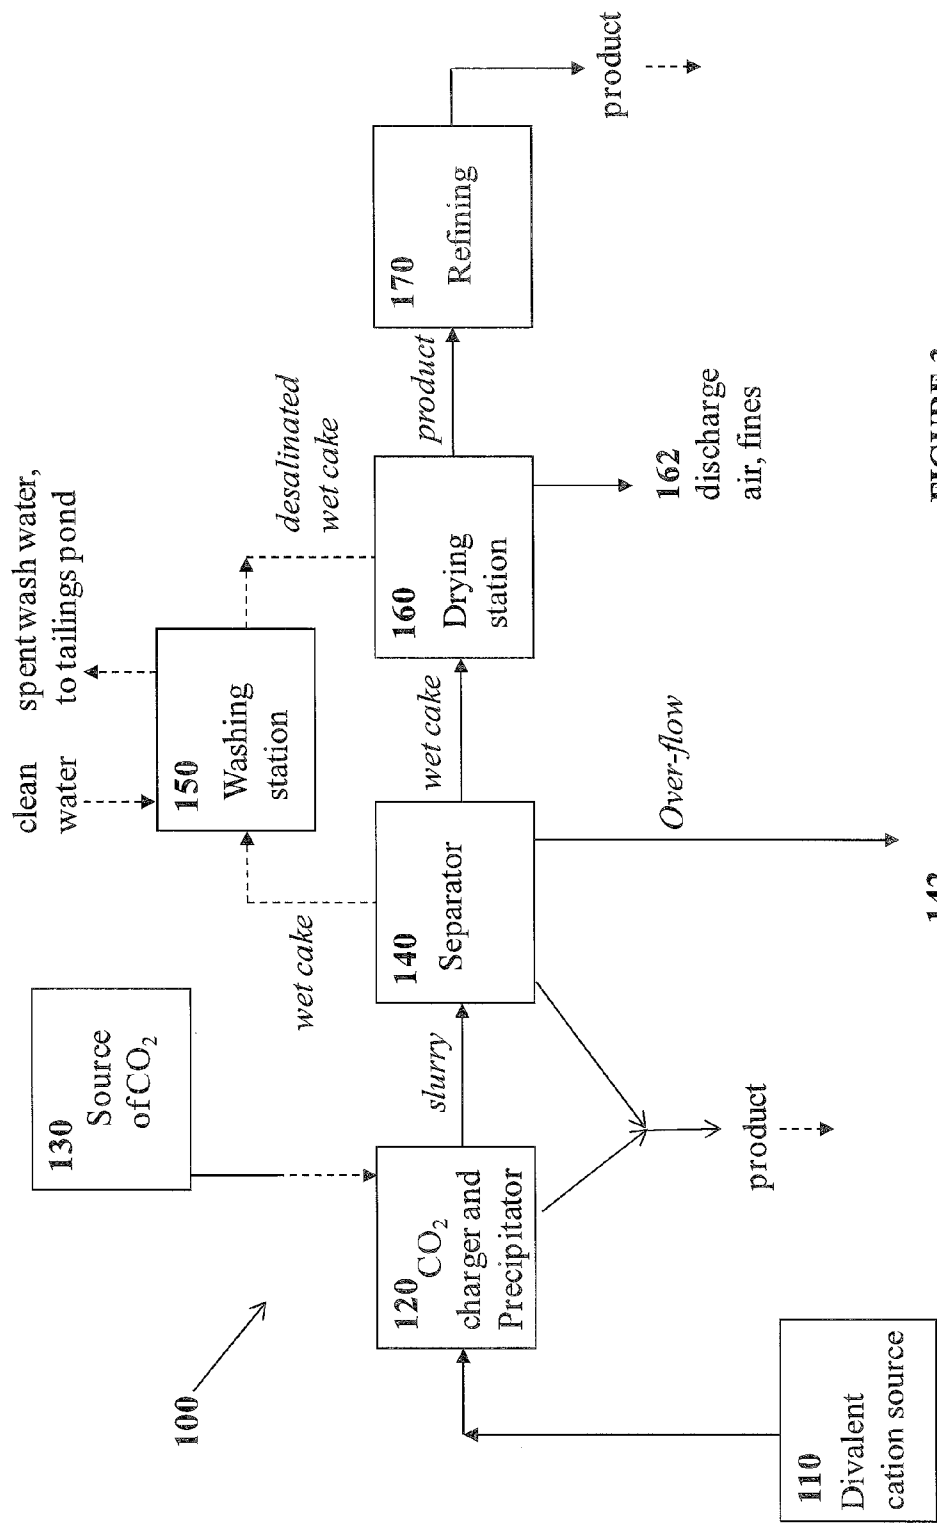 100
130
Source
of CO2
clean
water
spent wash water,
to tailings pond
150
Washing
station
wet cake
desalinated
wet cake
110
Divalent
cation source
120 CO2
charger and
Precipitator
slurry
140
Separator
wet cake
160
Drying
station
product
170
Refining
product
product
Over-flow
162
discharge
air, fines